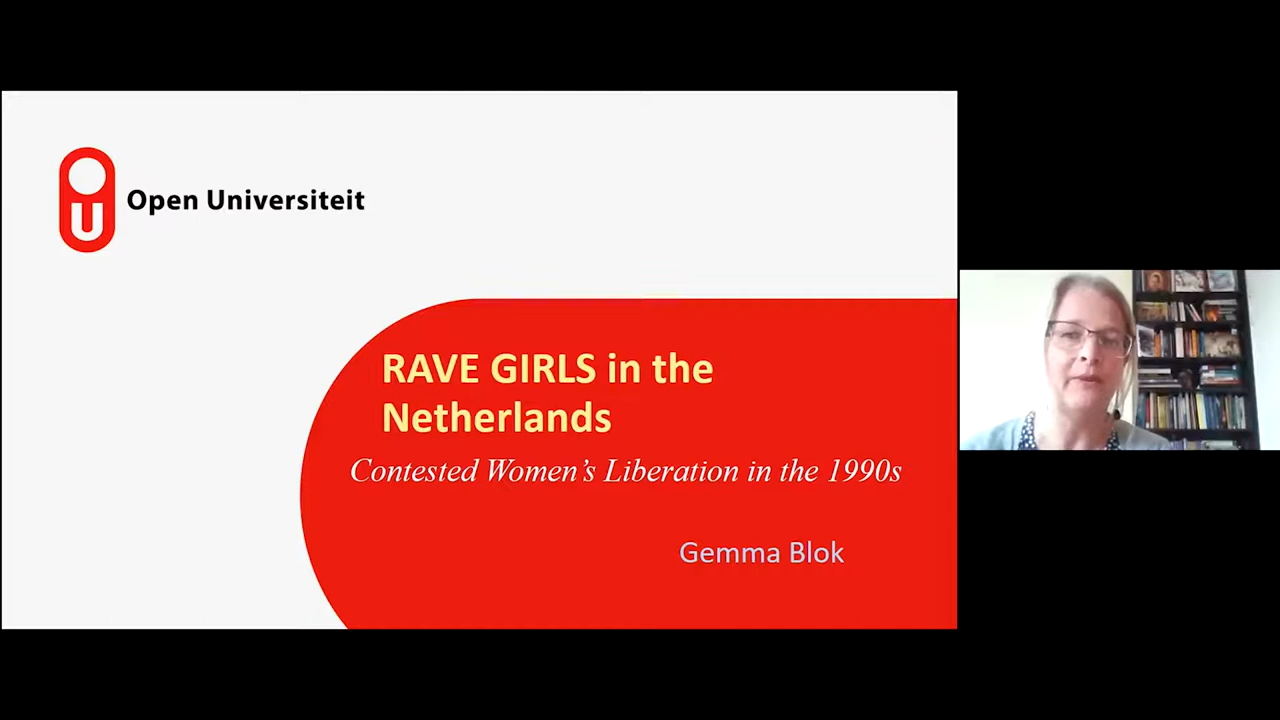 Open Universiteit
RAVE GIRLS in the
Netherlands
Contested Women's Liberation in the 1990s
Gemma Blok